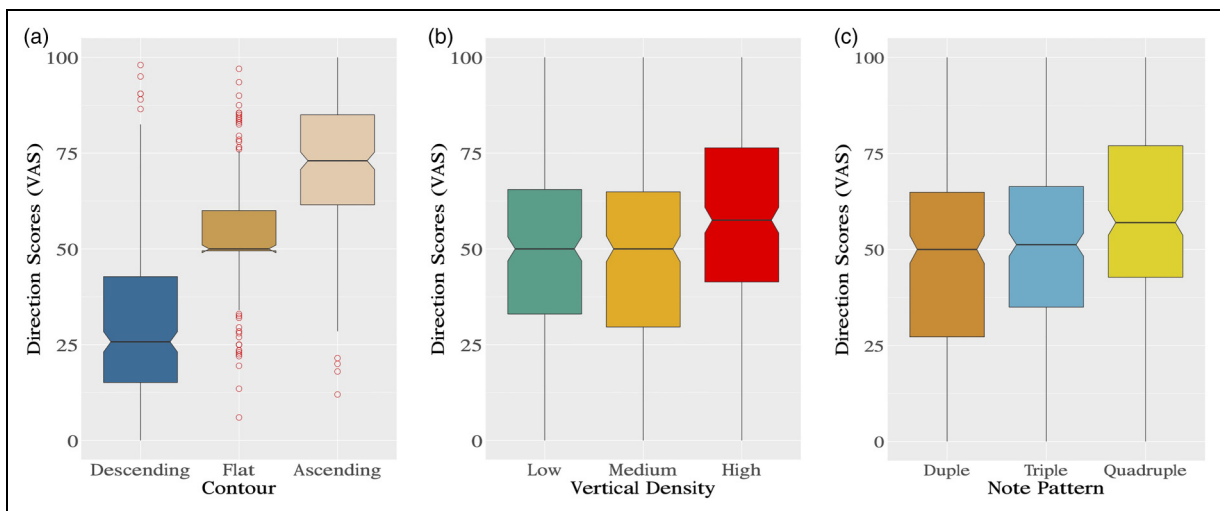 (a)
Direction Scores (VAS)
100
75
50
25
0
Descending Flat Ascending
Contour
(b)
Direction Scores (VAS)
100
75
50
25
0
Low Medium High
Vertical Density
(c)
Direction Scores (VAS)
100
75
50
25
0
Duple Triple Quadruple
Note Pattern